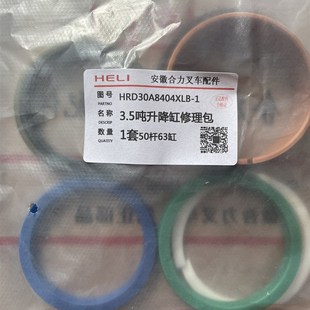 HELI 安徽合力叉车配件
图号 HRD30A8404XLB-1
PARTNO
名称 3.5吨升降缸修理包
DESCRIP
数量 1套50杆63缸
QUANTITY